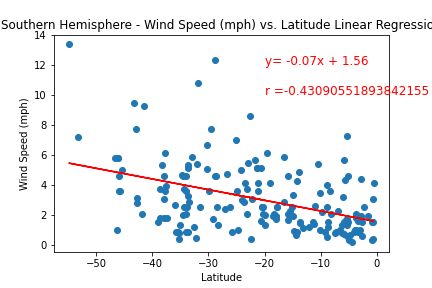 Southern Hemisphere - Wind Speed (mph) vs. Latitude Linear Regressio
14
12
10
8
6
4
2
0
Wind Speed (mph)
y= -0.07x + 1.56
r =-0.43090551893842155
−50
−40
−30
−20
−10
0
Latitude